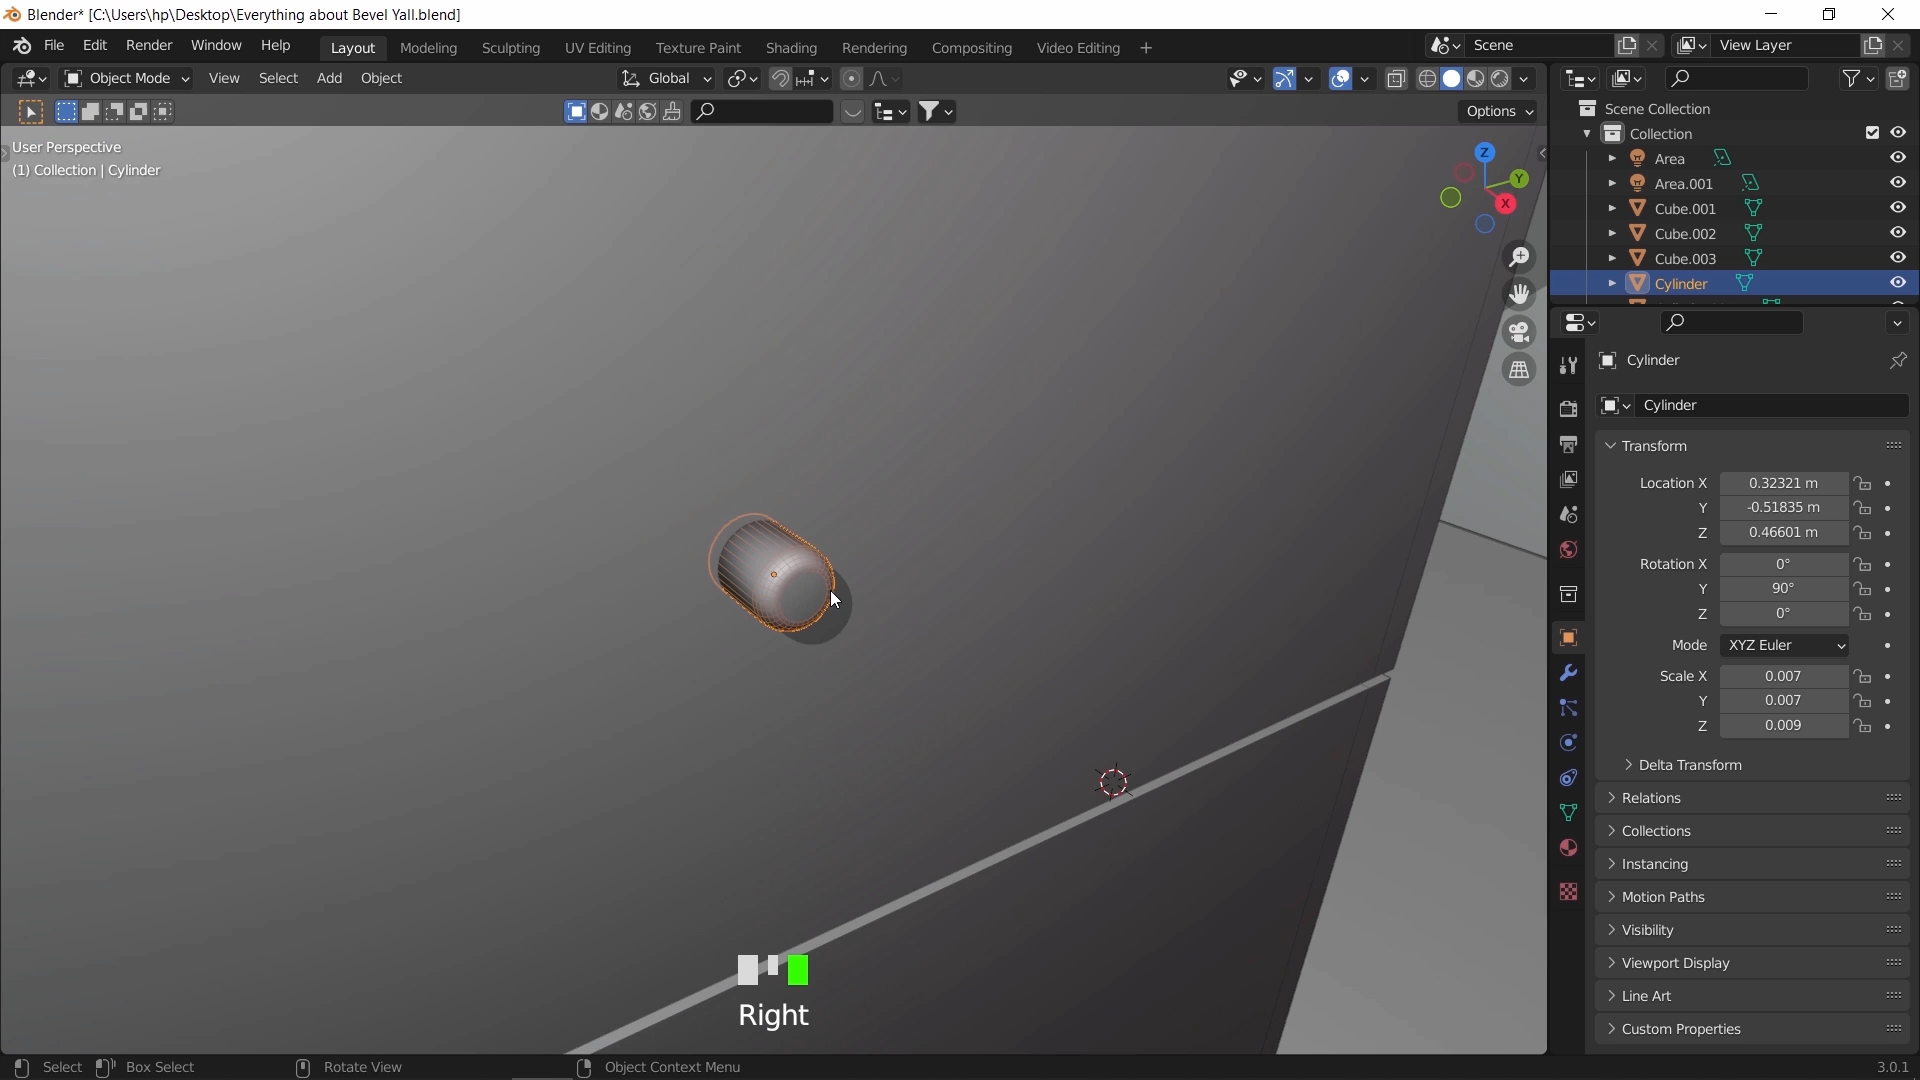 Blender* [C:\Users\hp\Desktop\Everything about Bevel Yall.blend]
File Edit Render Window Help Layout Modeling Sculpting UV Editing Texture Paint Shading Rendering Compositing Video Editing + Scene View Layer
Object Mode View Select Add Object Global
Options
User Perspective
(1) Collection | Cylinder
Z
Y
X
Scene Collection
Collection
Area
Area.001
Cube.001
Cube.002
Cube.003
Cylinder
Cylinder
Cylinder
Transform
Location X 0.32321 m
Y -0.51835 m
Z 0.46601 m
Rotation X 0°
Y 90°
Z 0°
Mode XYZ Euler
Scale X 0.007
Y 0.007
Z 0.009
Delta Transform
Relations
Collections
Instancing
Motion Paths
Visibility
Viewport Display
Line Art
Custom Properties
Right
Select Box Select Rotate View Object Context Menu 3.0.1